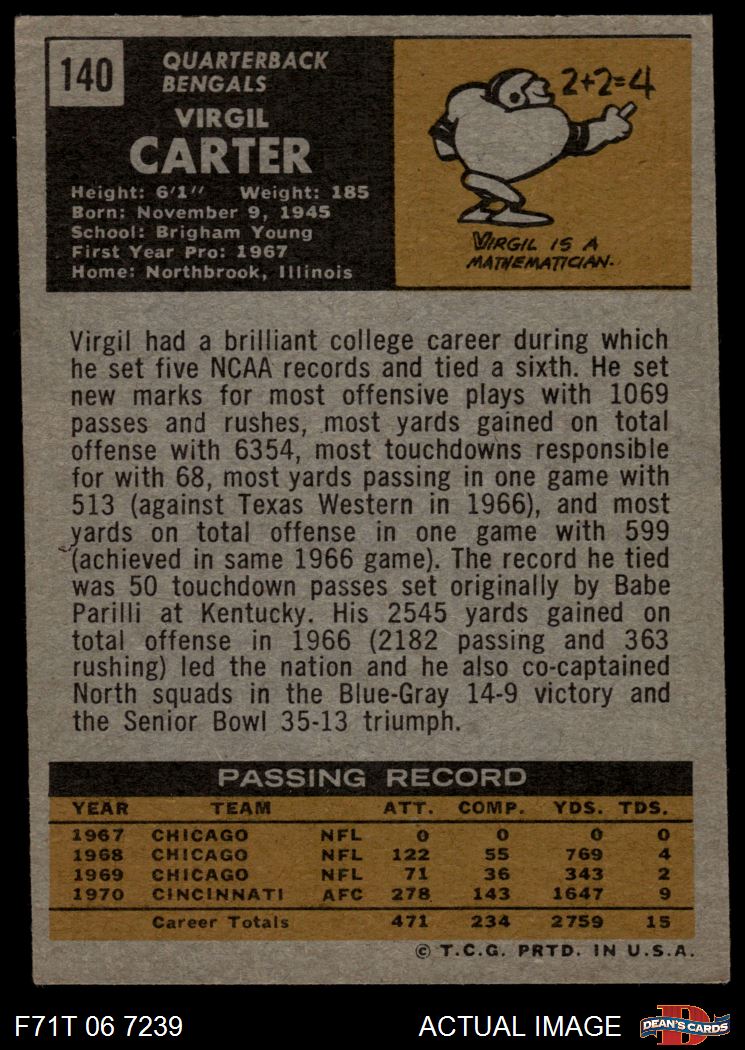 140
QUARTERBACK
BENGALS
VIRGIL
CARTER
Height: 6'1" Weight: 185
Born: November 9, 1945
School: Brigham Young
First Year Pro: 1967
Home: Northbrook, Illinois
2+2=4
VIRGIL IS A
MATHEMATICIAN.
Virgil had a brilliant college career during which
he set five NCAA records and tied a sixth. He set
new marks for most offensive plays with 1069
passes and rushes, most yards gained on total
offense with 6354, most touchdowns responsible
for with 68, most yards passing in one game with
513 (against Texas Western in 1966), and most
yards on total offense in one game with 599
(achieved in same 1966 game). The record he tied
was 50 touchdown passes set originally by Babe
Parilli at Kentucky. His 2545 yards gained on
total offense in 1966 (2182 passing and 363
rushing) led the nation and he also co-captained
North squads in the Blue-Gray 14-9 victory and
the Senior Bowl 35-13 triumph.
PASSING RECORD
YEAR TEAM ATT. COMP. YDS. TDS.
1967 CHICAGO NFL 0 0 0 0
1968 CHICAGO NFL 122 55 769 4
1969 CHICAGO NFL 71 36 343 2
1970 CINCINNATI AFC 278 143 1647 9
Career Totals 471 234 2759 15
© T.C.G. PRTD. IN U.S.A.
F71T 06 7239 ACTUAL IMAGE D DEAN'S CARDS